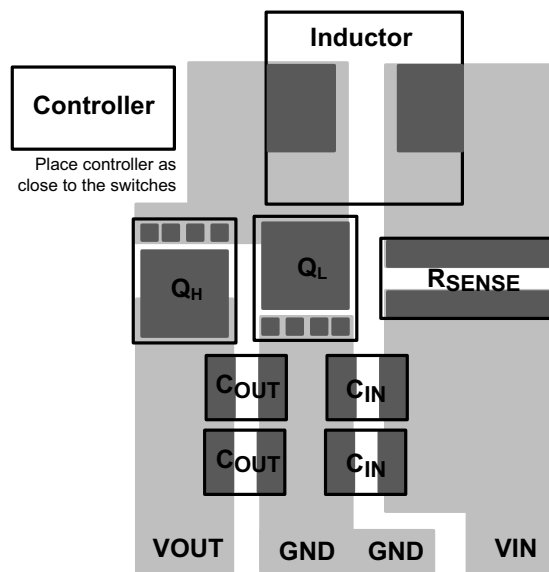 Inductor
Controller
Place controller as
close to the switches
QH
QL
RSENSE
COUT
CIN
COUT
CIN
VOUT
GND
GND
VIN